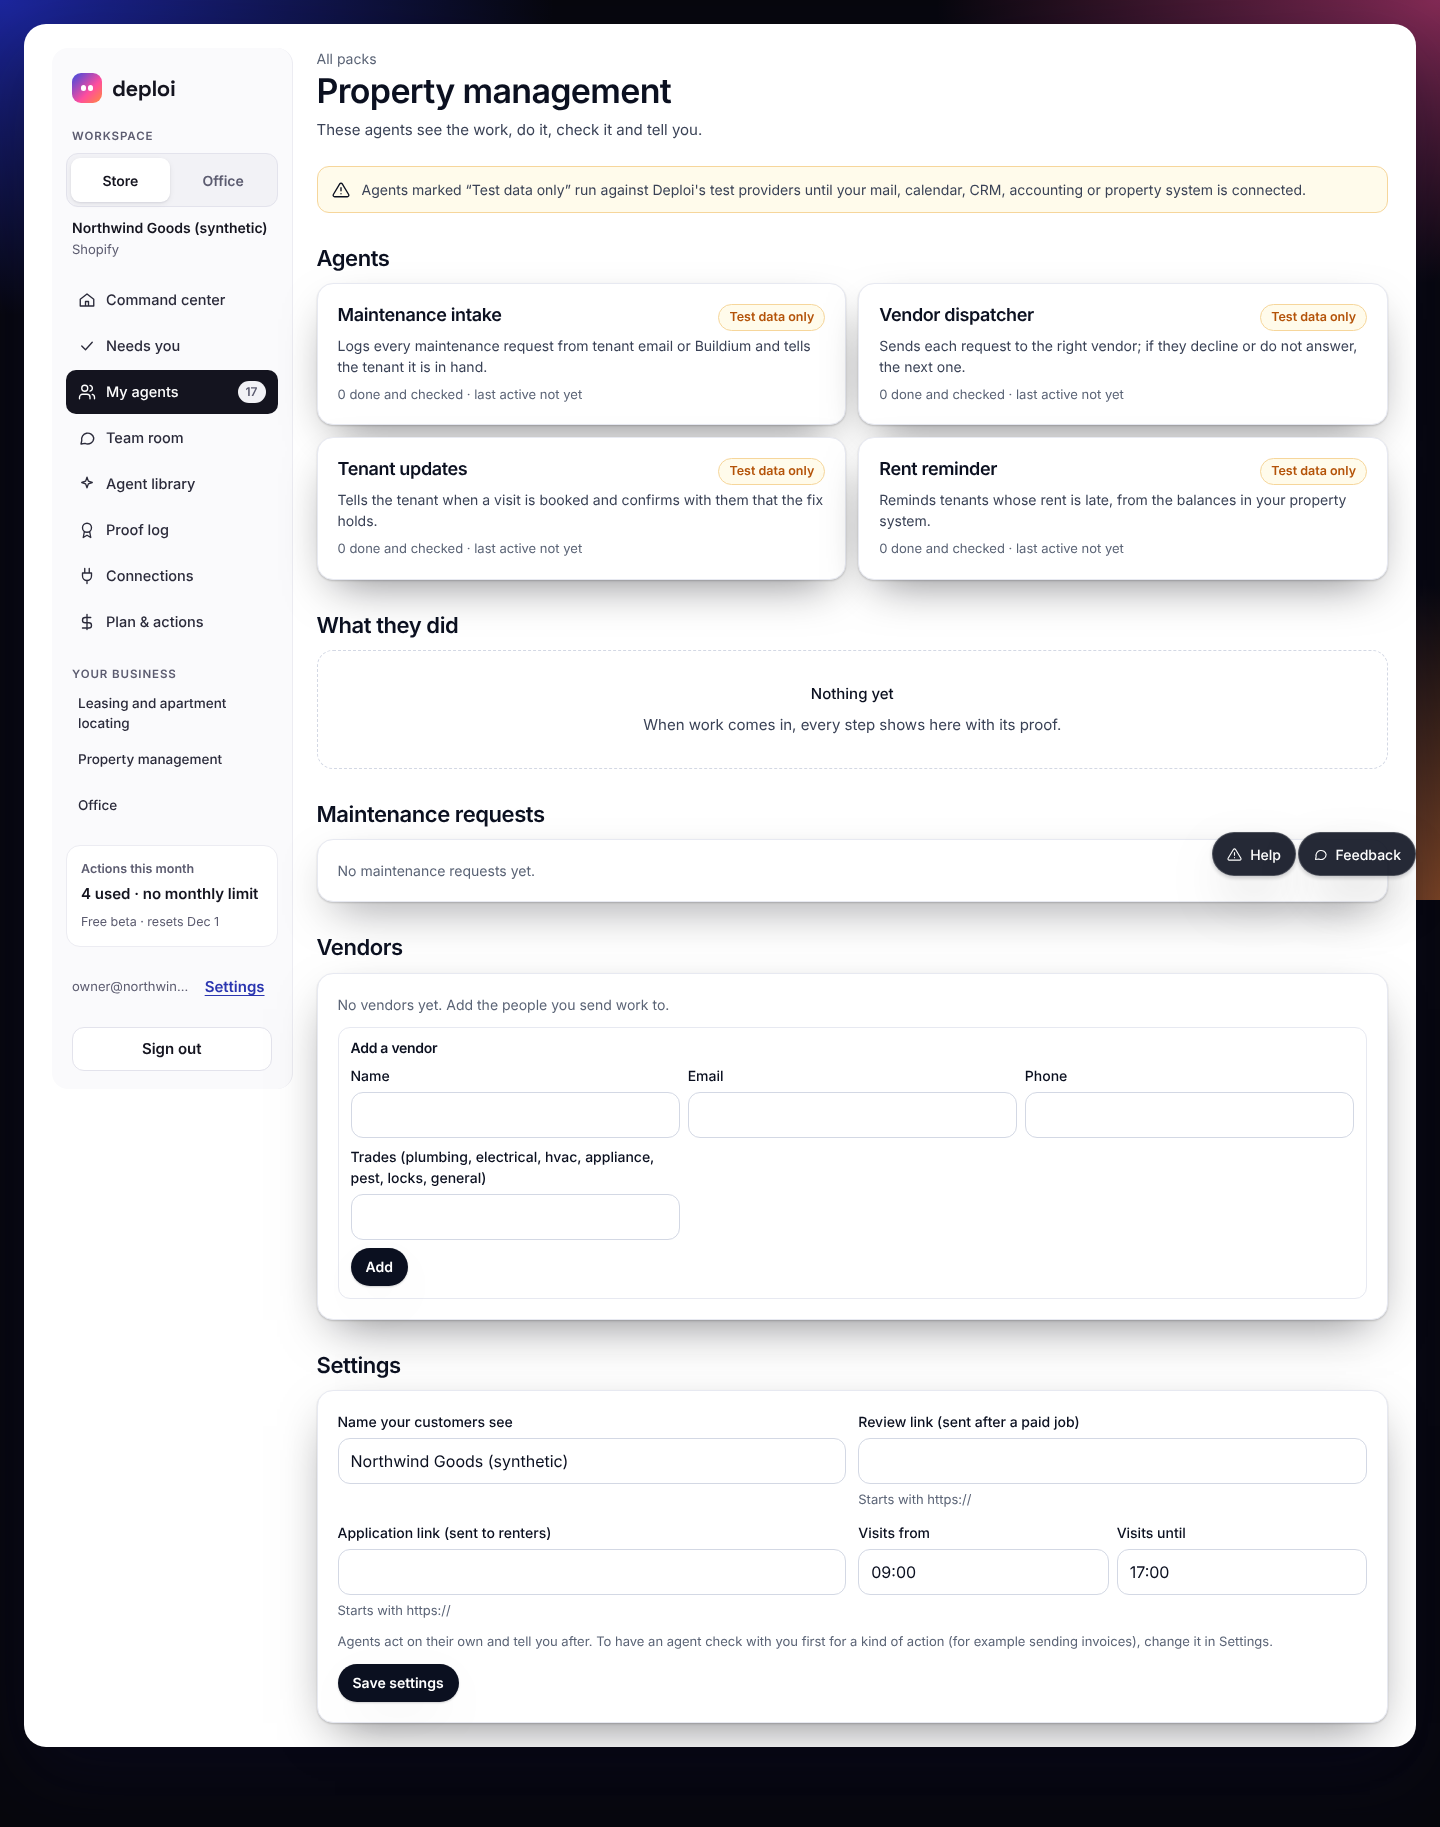 deploi
WORKSPACE
Store
Office
Northwind Goods (synthetic)
Shopify
Command center
Needs you
My agents
17
Team room
Agent library
Proof log
Connections
Plan & actions
YOUR BUSINESS
Leasing and apartment
locating
Property management
Office
Actions this month
4 used · no monthly limit
Free beta · resets Dec 1
owner@northwin...
Settings
Sign out
All packs
Property management
These agents see the work, do it, check it and tell you.
Agents marked “Test data only” run against Deploi's test providers until your mail, calendar, CRM, accounting or property system is connected.
Agents
Maintenance intake
Test data only
Logs every maintenance request from tenant email or Buildium and tells
the tenant it is in hand.
0 done and checked · last active not yet
Vendor dispatcher
Test data only
Sends each request to the right vendor; if they decline or do not answer,
the next one.
0 done and checked · last active not yet
Tenant updates
Test data only
Tells the tenant when a visit is booked and confirms with them that the fix
holds.
0 done and checked · last active not yet
Rent reminder
Test data only
Reminds tenants whose rent is late, from the balances in your property
system.
0 done and checked · last active not yet
What they did
Nothing yet
When work comes in, every step shows here with its proof.
Maintenance requests
No maintenance requests yet.
Help
Feedback
Vendors
No vendors yet. Add the people you send work to.
Add a vendor
Name
Email
Phone
Trades (plumbing, electrical, hvac, appliance,
pest, locks, general)
Add
Settings
Name your customers see
Northwind Goods (synthetic)
Review link (sent after a paid job)
Starts with https://
Application link (sent to renters)
Starts with https://
Visits from
09:00
Visits until
17:00
Agents act on their own and tell you after. To have an agent check with you first for a kind of action (for example sending invoices), change it in Settings.
Save settings